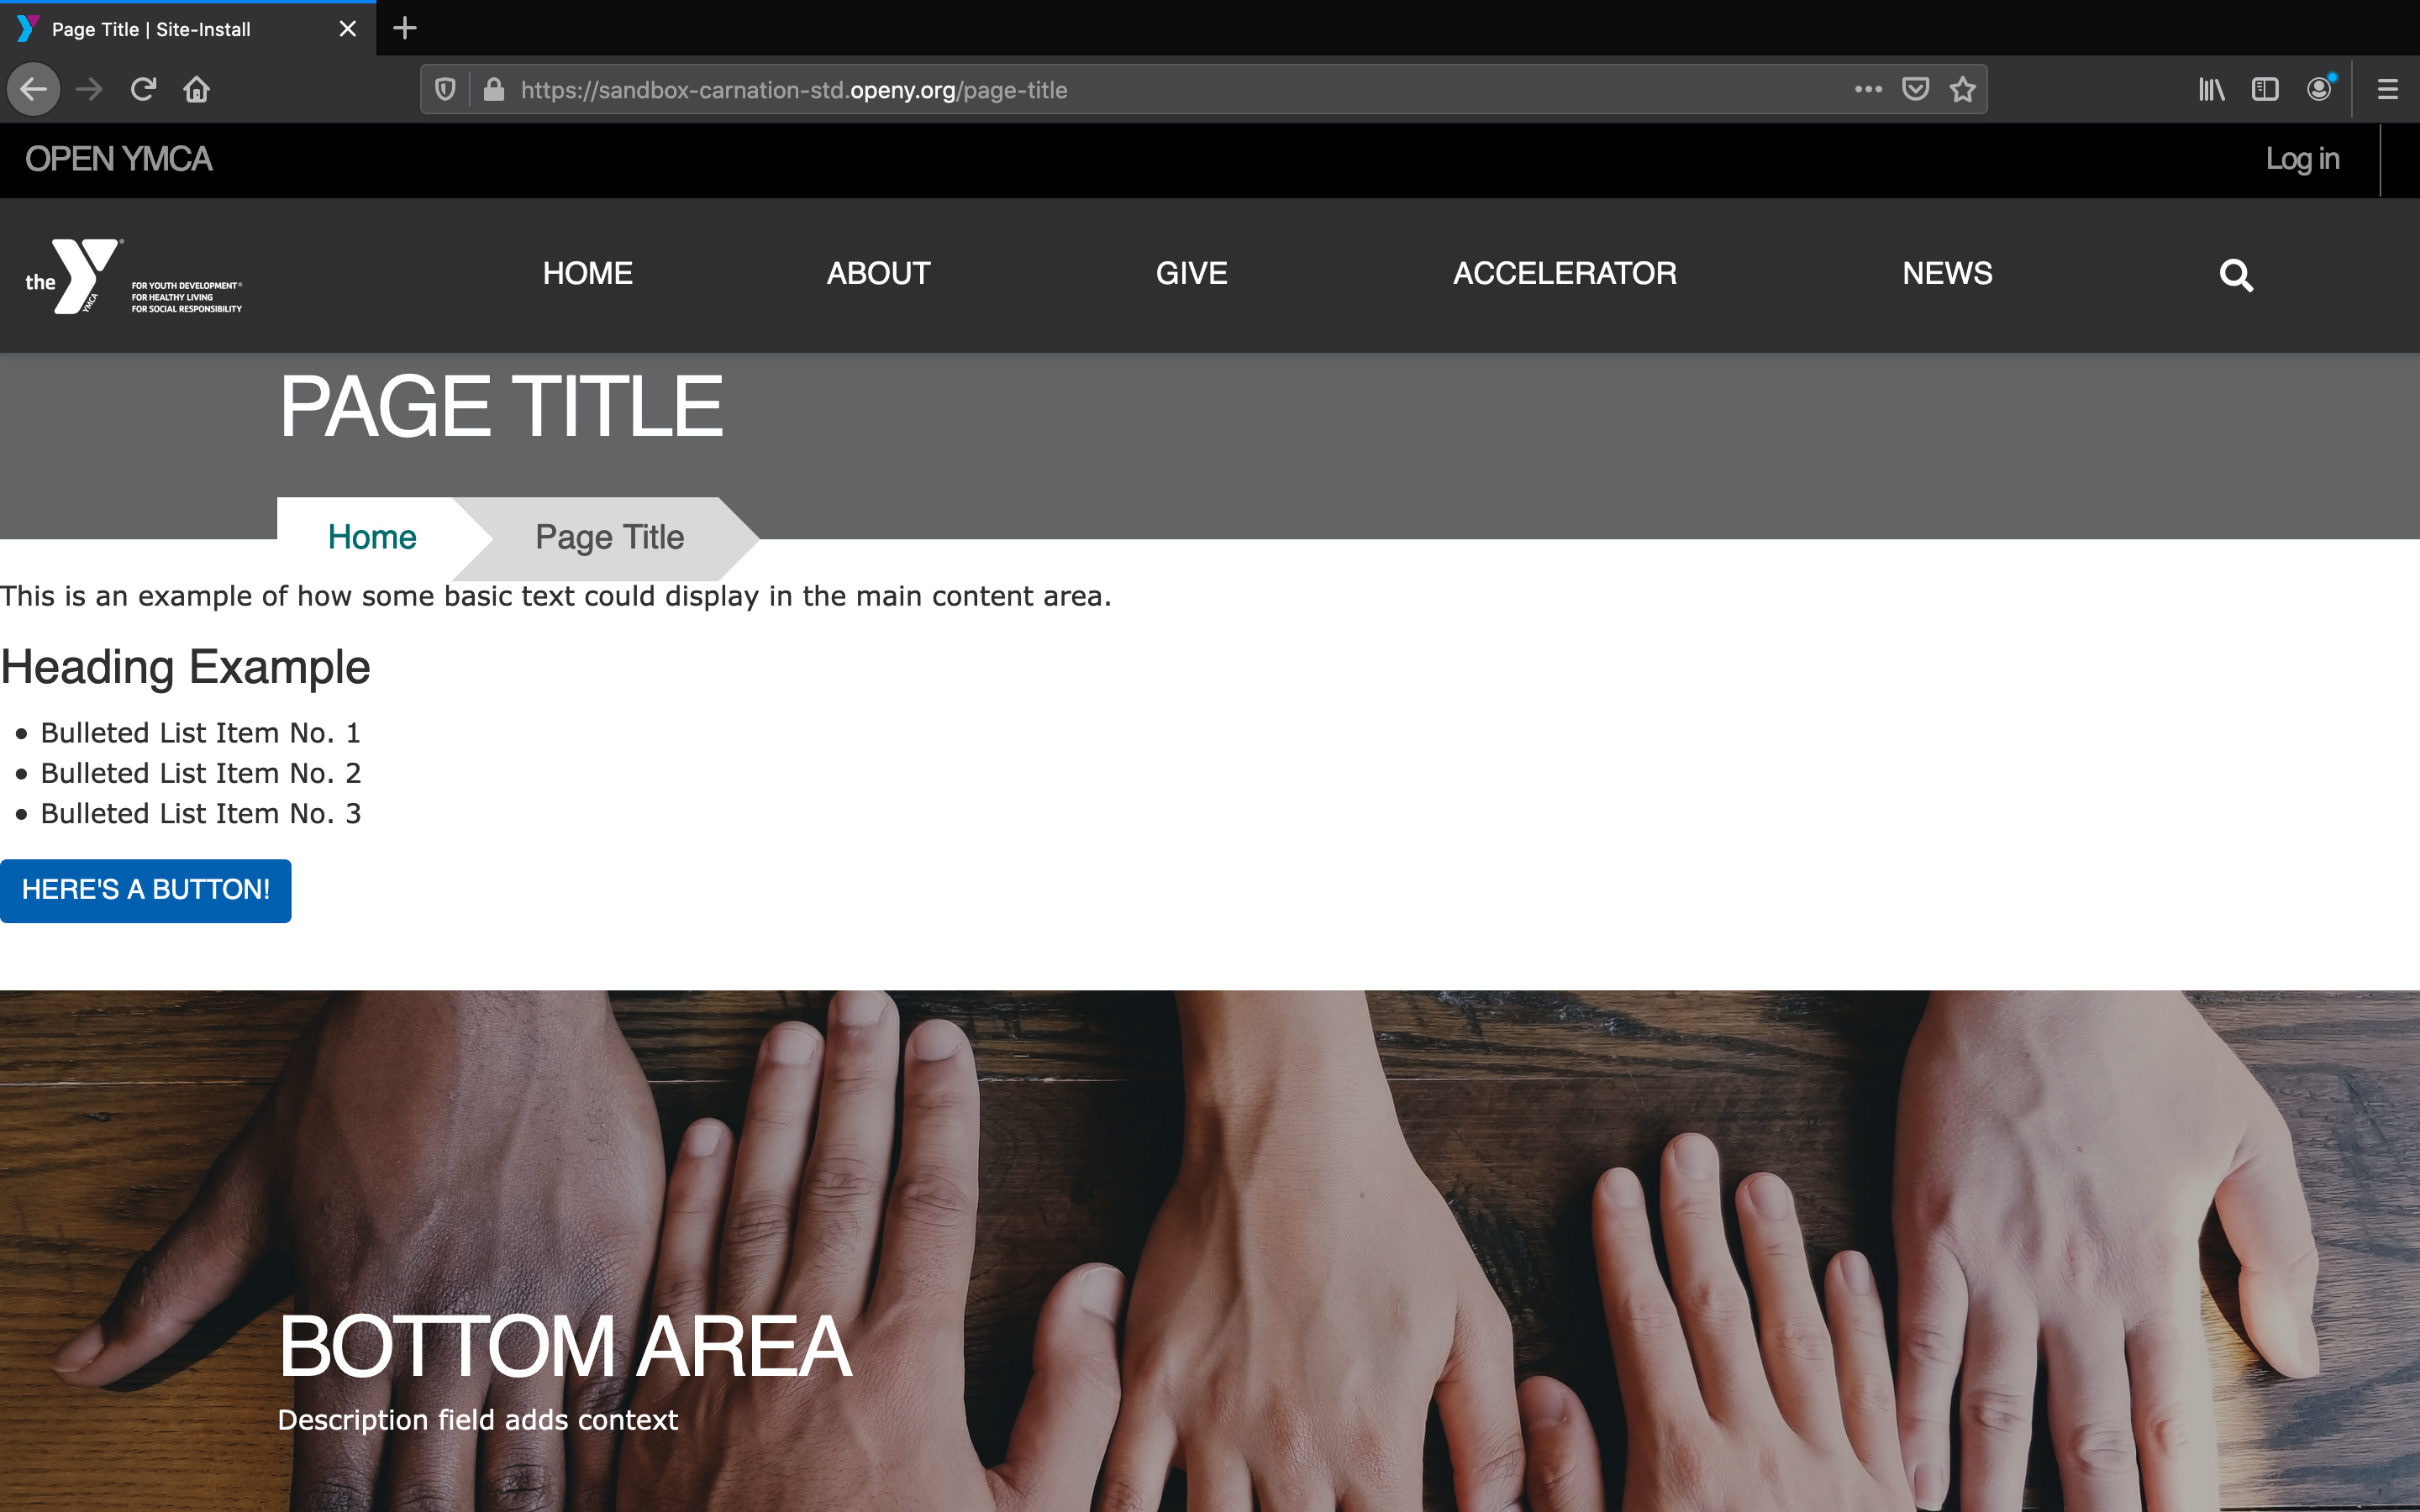 Page Title | Site-Install
https://sandbox-carnation-std.openy.org/page-title
OPEN YMCA
Log in
the Y® YMCA
FOR YOUTH DEVELOPMENT®
FOR HEALTHY LIVING
FOR SOCIAL RESPONSIBILITY
HOME ABOUT GIVE ACCELERATOR NEWS
PAGE TITLE
Home Page Title
This is an example of how some basic text could display in the main content area.
Heading Example
• Bulleted List Item No. 1
• Bulleted List Item No. 2
• Bulleted List Item No. 3
HERE'S A BUTTON!
BOTTOM AREA
Description field adds context